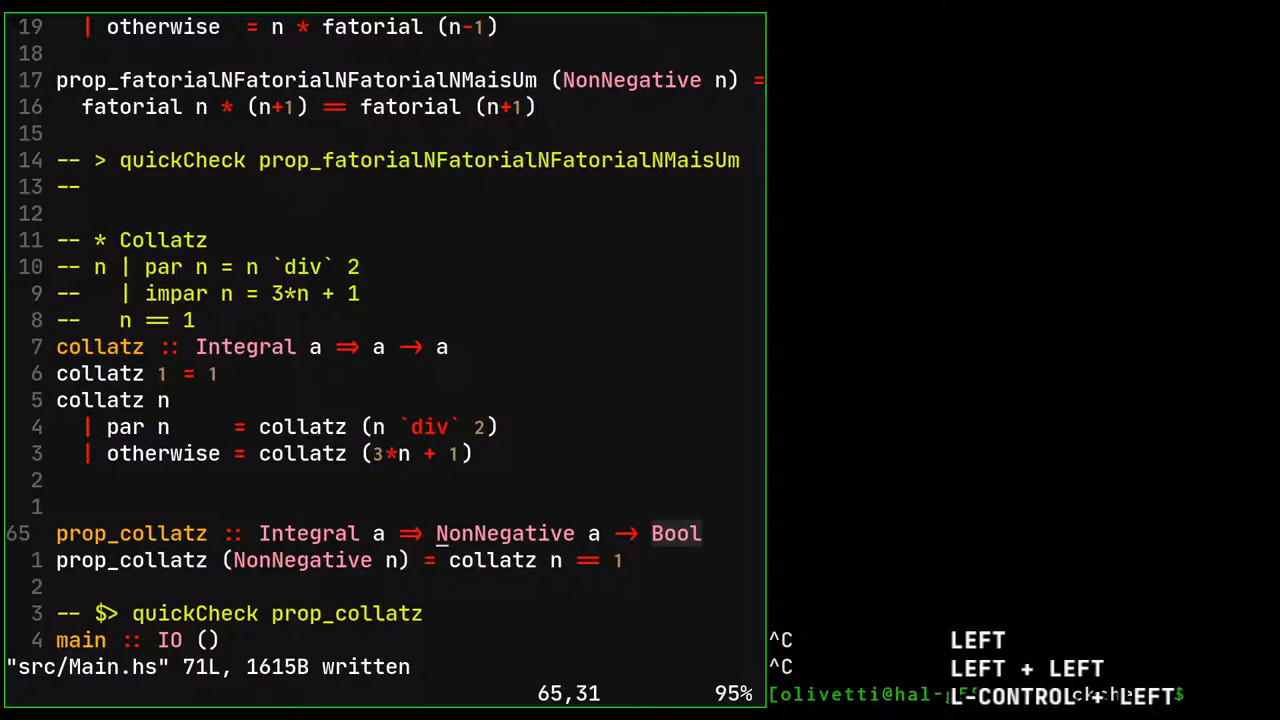 19   | otherwise  = n * fatorial (n-1)
18
17 prop_fatorialNFatorialNFatorialNMaisUm (NonNegative n) =
16   fatorial n * (n+1) == fatorial (n+1)
15
14 -- > quickCheck prop_fatorialNFatorialNFatorialNMaisUm
13 --
12
11 -- * Collatz
10 -- n | par n = n `div` 2
9 --   | impar n = 3*n + 1
8 --   n == 1
7 collatz :: Integral a => a -> a
6 collatz 1 = 1
5 collatz n
4   | par n     = collatz (n `div` 2)
3   | otherwise = collatz (3*n + 1)
2
1
65 prop_collatz :: Integral a => NonNegative a -> Bool
1 prop_collatz (NonNegative n) = collatz n == 1
2
3 -- $> quickCheck prop_collatz
4 main :: IO ()
"src/Main.hs" 71L, 1615B written
65,31 95%
^C
^C
[olivetti@hal-g $
LEFT
LEFT + LEFT
L-CONTROL + LEFT